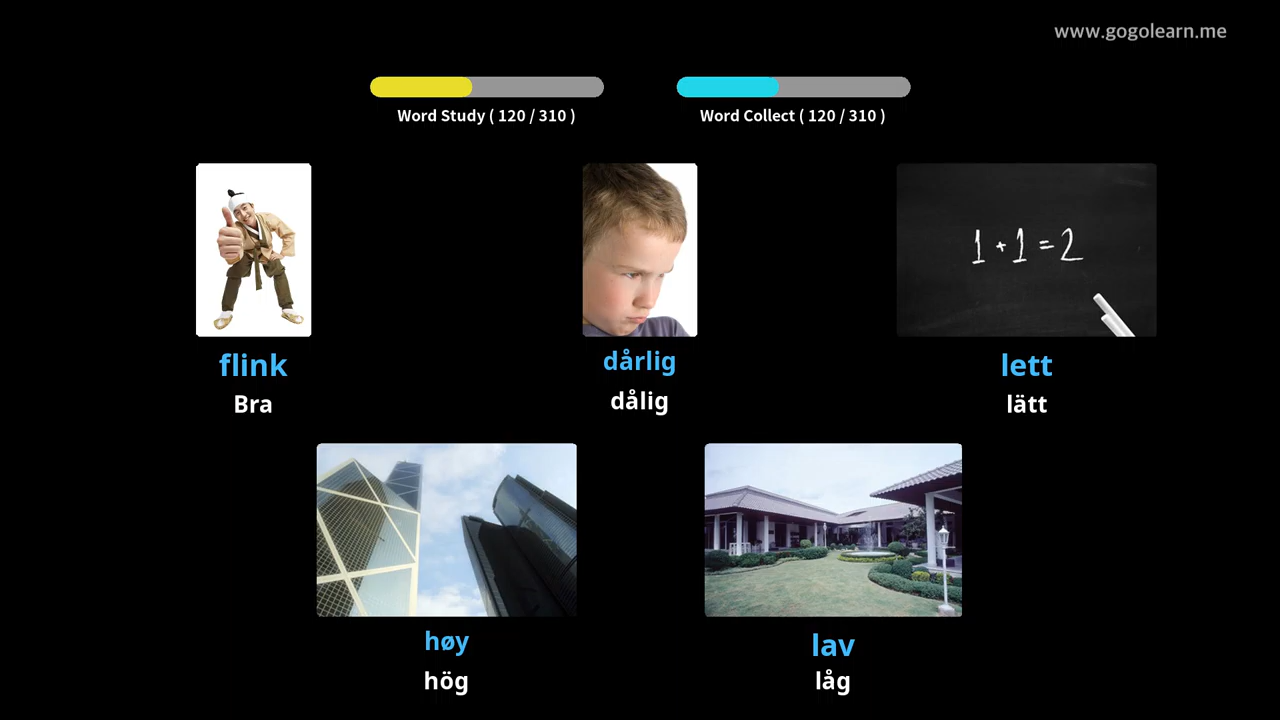 www.gogolearn.me
Word Study ( 120 / 310 )
Word Collect ( 120 / 310 )
1 + 1 = 2
flink
Bra
dårlig
dålig
lett
lätt
høy
hög
lav
låg